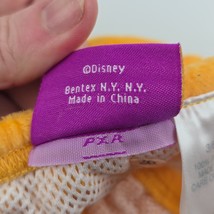 ©Disney
Bentex N.Y. N.Y.
Made in China
PXR